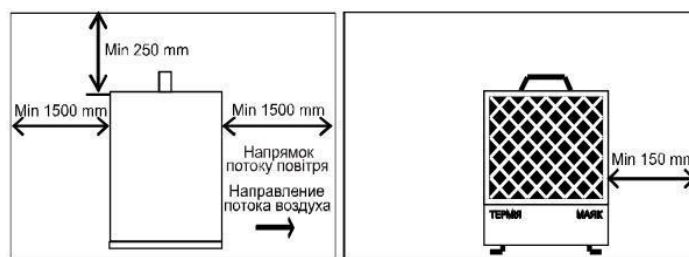 Min 250 mm
Min 1500 mm
Min 1500 mm
Напрямок
потоку повітря
Направление
потока воздуха
Min 150 mm
ТЕРМІЯ МАЯК